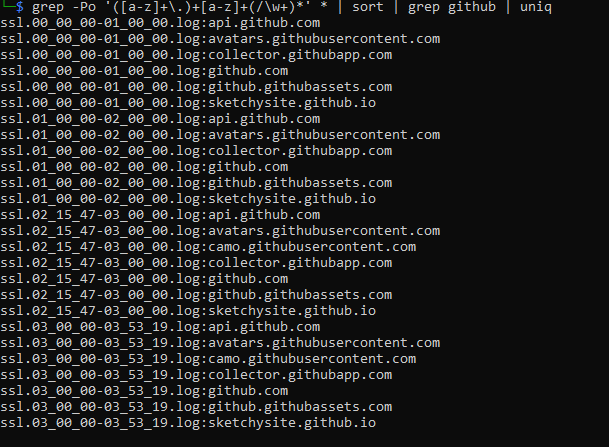 └─$ grep -Po '([a-z]+\.)+[a-z]+(/\w+)*' * | sort | grep github | uniq
ssl.00_00_00-01_00_00.log:api.github.com
ssl.00_00_00-01_00_00.log:avatars.githubusercontent.com
ssl.00_00_00-01_00_00.log:collector.githubapp.com
ssl.00_00_00-01_00_00.log:github.com
ssl.00_00_00-01_00_00.log:github.githubassets.com
ssl.00_00_00-01_00_00.log:sketchysite.github.io
ssl.01_00_00-02_00_00.log:api.github.com
ssl.01_00_00-02_00_00.log:avatars.githubusercontent.com
ssl.01_00_00-02_00_00.log:collector.githubapp.com
ssl.01_00_00-02_00_00.log:github.com
ssl.01_00_00-02_00_00.log:github.githubassets.com
ssl.01_00_00-02_00_00.log:sketchysite.github.io
ssl.02_15_47-03_00_00.log:api.github.com
ssl.02_15_47-03_00_00.log:avatars.githubusercontent.com
ssl.02_15_47-03_00_00.log:camo.githubusercontent.com
ssl.02_15_47-03_00_00.log:collector.githubapp.com
ssl.02_15_47-03_00_00.log:github.com
ssl.02_15_47-03_00_00.log:github.githubassets.com
ssl.02_15_47-03_00_00.log:sketchysite.github.io
ssl.03_00_00-03_53_19.log:api.github.com
ssl.03_00_00-03_53_19.log:avatars.githubusercontent.com
ssl.03_00_00-03_53_19.log:camo.githubusercontent.com
ssl.03_00_00-03_53_19.log:collector.githubapp.com
ssl.03_00_00-03_53_19.log:github.com
ssl.03_00_00-03_53_19.log:github.githubassets.com
ssl.03_00_00-03_53_19.log:sketchysite.github.io